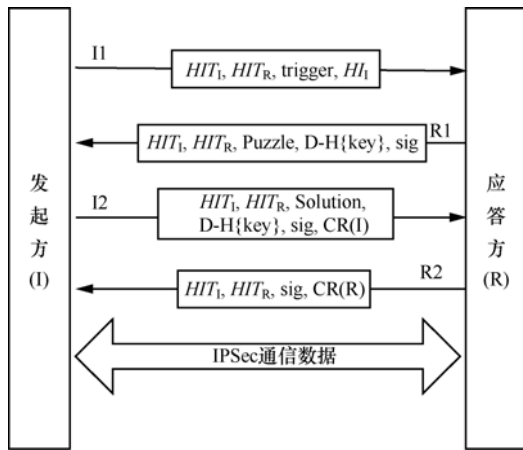 I1
HIT_I, HIT_R, trigger, HI_I
R1
HIT_I, HIT_R, Puzzle, D-H{key}, sig
I2
HIT_I, HIT_R, Solution,
D-H{key}, sig, CR(I)
R2
HIT_I, HIT_R, sig, CR(R)
IPSec通信数据
发
起
方
(I)
应
答
方
(R)